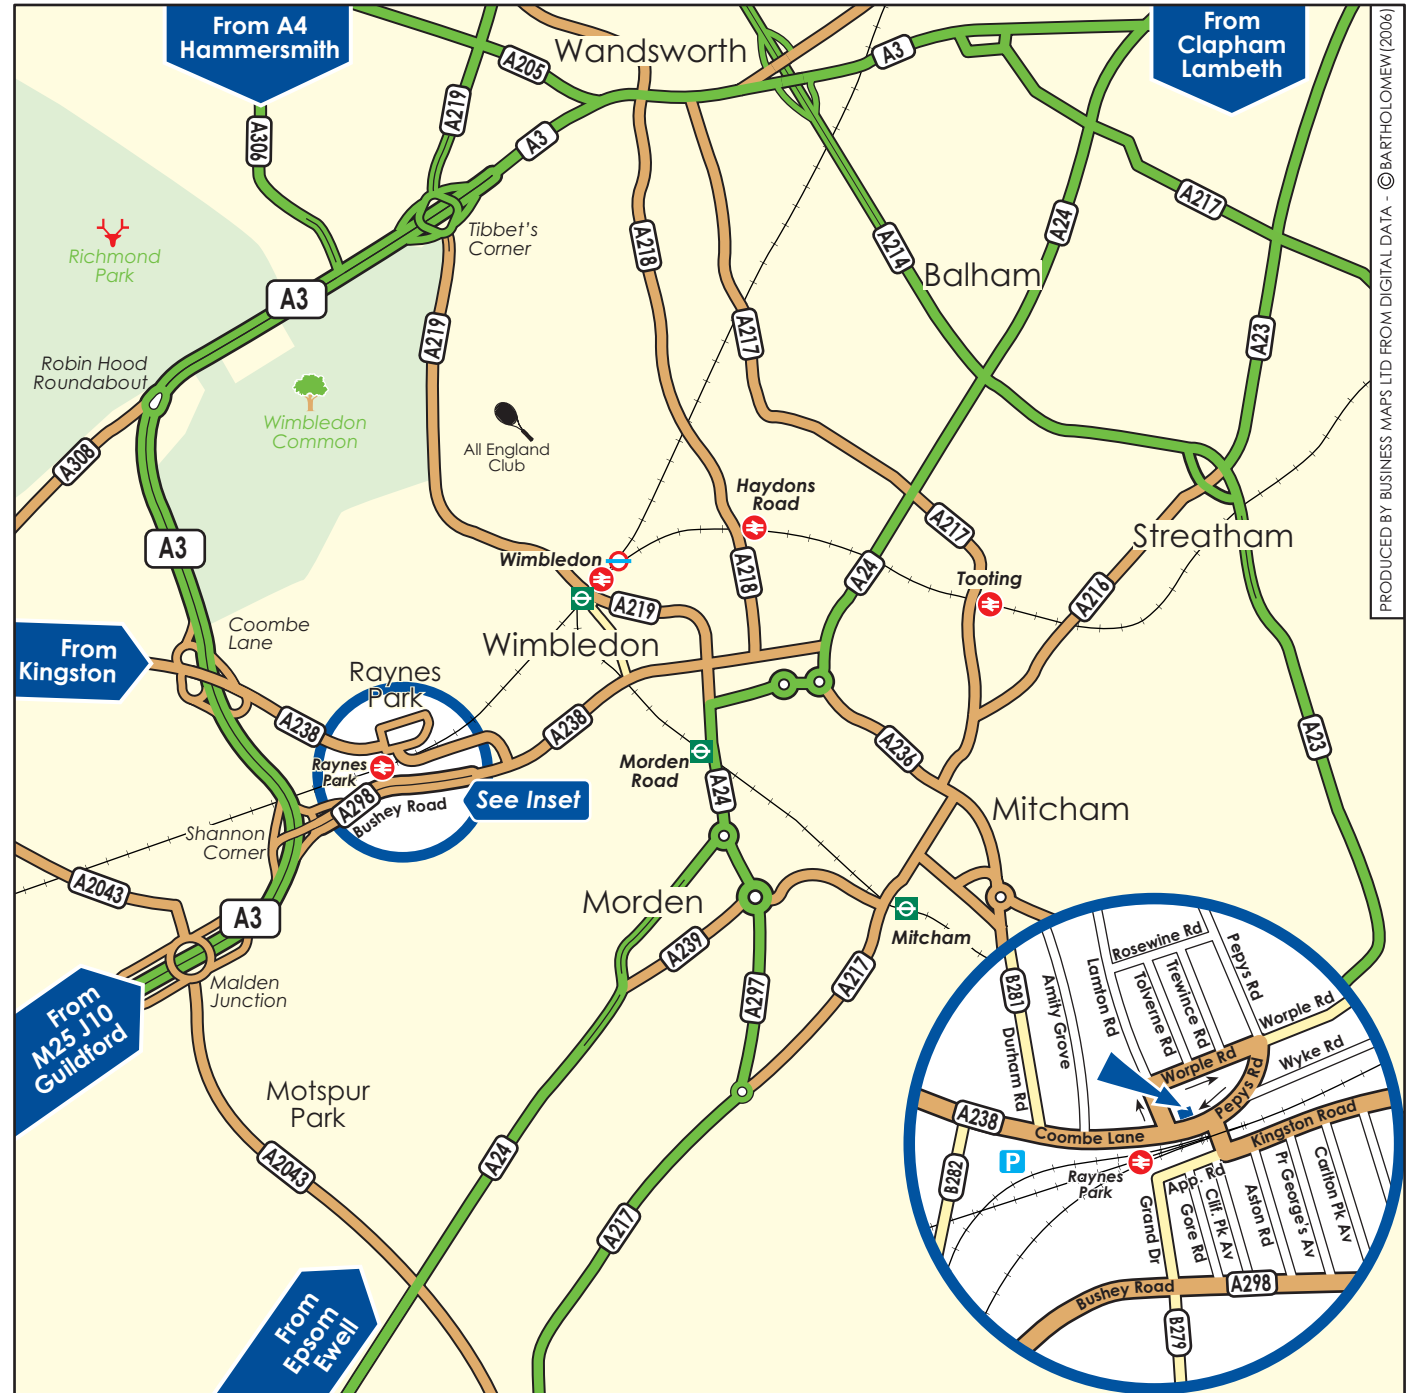 From A4
Hammersmith
From
Clapham
Lambeth
Wandsworth
A205
A3
A219
A306
A3
A217
A24
Tibbet's
Corner
Richmond
Park
A218
A214
Balham
A3
A219
A217
A23
Robin Hood
Roundabout
Wimbledon
Common
All England
Club
A308
Haydons
Road
A217
Streatham
A3
Wimbledon
A218
A24
Tooting
A216
A219
Coombe
Lane
Wimbledon
From
Kingston
Raynes
Park
A238
A238
A236
A23
Raynes
Park
Morden
Road
A298
Bushey Road
See Inset
A24
Mitcham
Shannon
Corner
A2043
Morden
A3
Mitcham
A239
A217
A297
Malden
Junction
From
M25 J10
Guildford
Motspur
Park
A2043
A24
A217
From
Epsom
Ewell
Rosewine Rd
Pepys Rd
Lamton Rd
Trewince Rd
Tolverne Rd
Amity Grove
B281
Durham Rd
Worple Rd
Worple Rd
Wyke Rd
Pepys Rd
A238
Coombe Lane
Kingston Road
P
B282
Raynes
Park
App. Rd
Grand Dr
Gore Rd
Clif. Pk Av
Aston Rd
Pr George's Av
Carlton Pk Av
Bushey Road
A298
B279
PRODUCED BY BUSINESS MAPS LTD FROM DIGITAL DATA - © BARTHOLOMEW(2006)